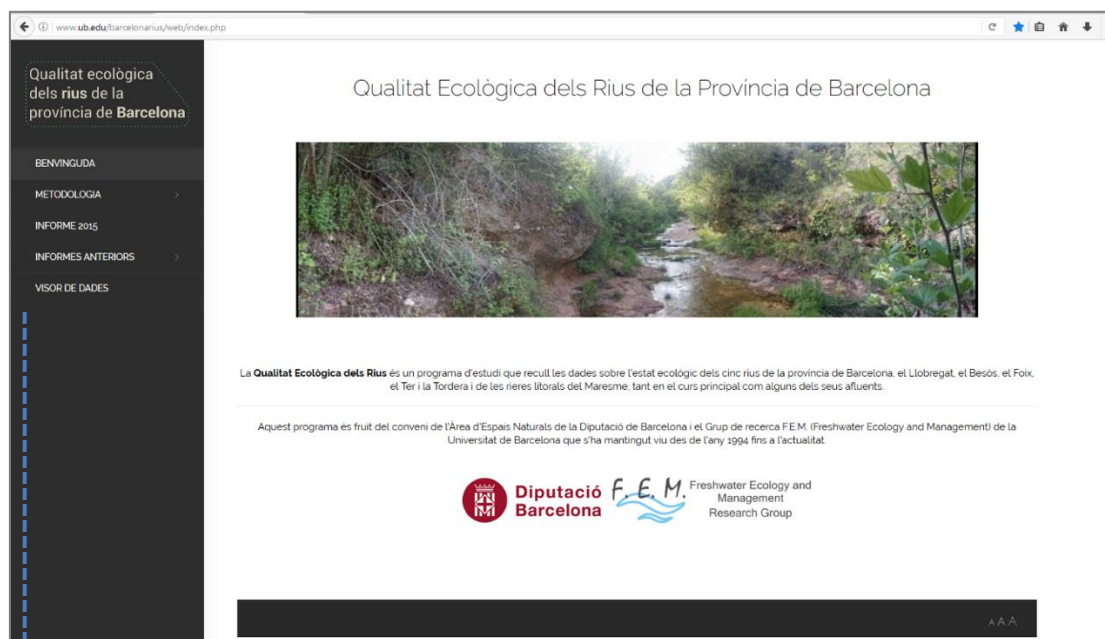 www.ub.edu/barcelonarius/web/index.php
Qualitat ecològica
dels rius de la
província de Barcelona
BENVINGUDA
METODOLOGIA
INFORME 2015
INFORMES ANTERIORS
VISOR DE DADES
Qualitat Ecològica dels Rius de la Província de Barcelona
La Qualitat Ecològica dels Rius és un programa d'estudi que recull les dades sobre l'estat ecològic dels cinc rius de la província de Barcelona, el Llobregat, el Besòs, el Foix,
el Ter i la Tordera i de les rieres litorals del Maresme, tant en el curs principal com alguns dels seus afluents.
Aquest programa és fruit del conveni de l'Àrea d'Espais Naturals de la Diputació de Barcelona i el Grup de recerca F.E.M. (Freshwater Ecology and Management) de la
Universitat de Barcelona que s'ha mantingut viu des de l'any 1994 fins a l'actualitat.
Diputació
Barcelona
F. E. M.
Freshwater Ecology and
Management
Research Group
A A A